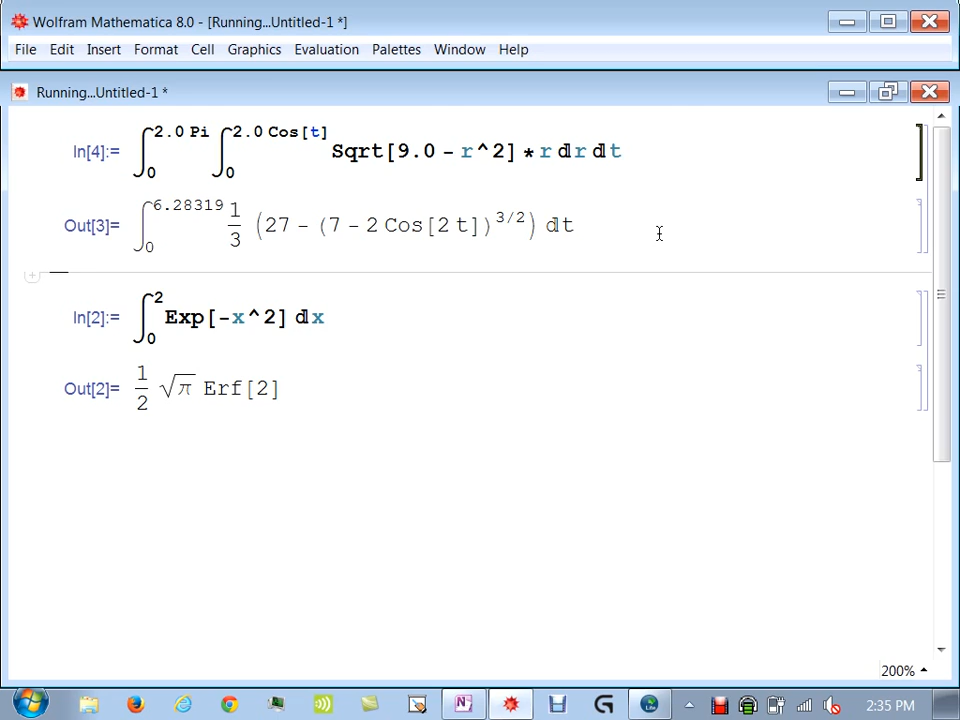 Wolfram Mathematica 8.0 - [Running...Untitled-1 *]
File Edit Insert Format Cell Graphics Evaluation Palettes Window Help
Running...Untitled-1 *
In[4]:= ∫₀^2.0 Pi ∫₀^2.0 Cos[t] Sqrt[9.0 - r^2] * r ⅆr ⅆt
Out[3]= ∫₀^6.28319 1/3 (27 - (7 - 2 Cos[2 t])^3/2) ⅆt
In[2]:= ∫₀^2 Exp[-x^2] ⅆx
Out[2]= 1/2 √π Erf[2]
200%
2:35 PM